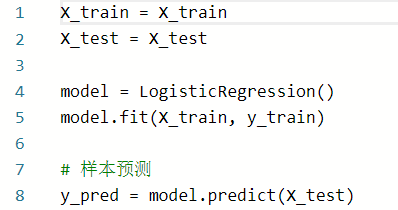 1 X_train = X_train
2 X_test = X_test
3
4 model = LogisticRegression()
5 model.fit(X_train, y_train)
6
7 # 样本预测
8 y_pred = model.predict(X_test)